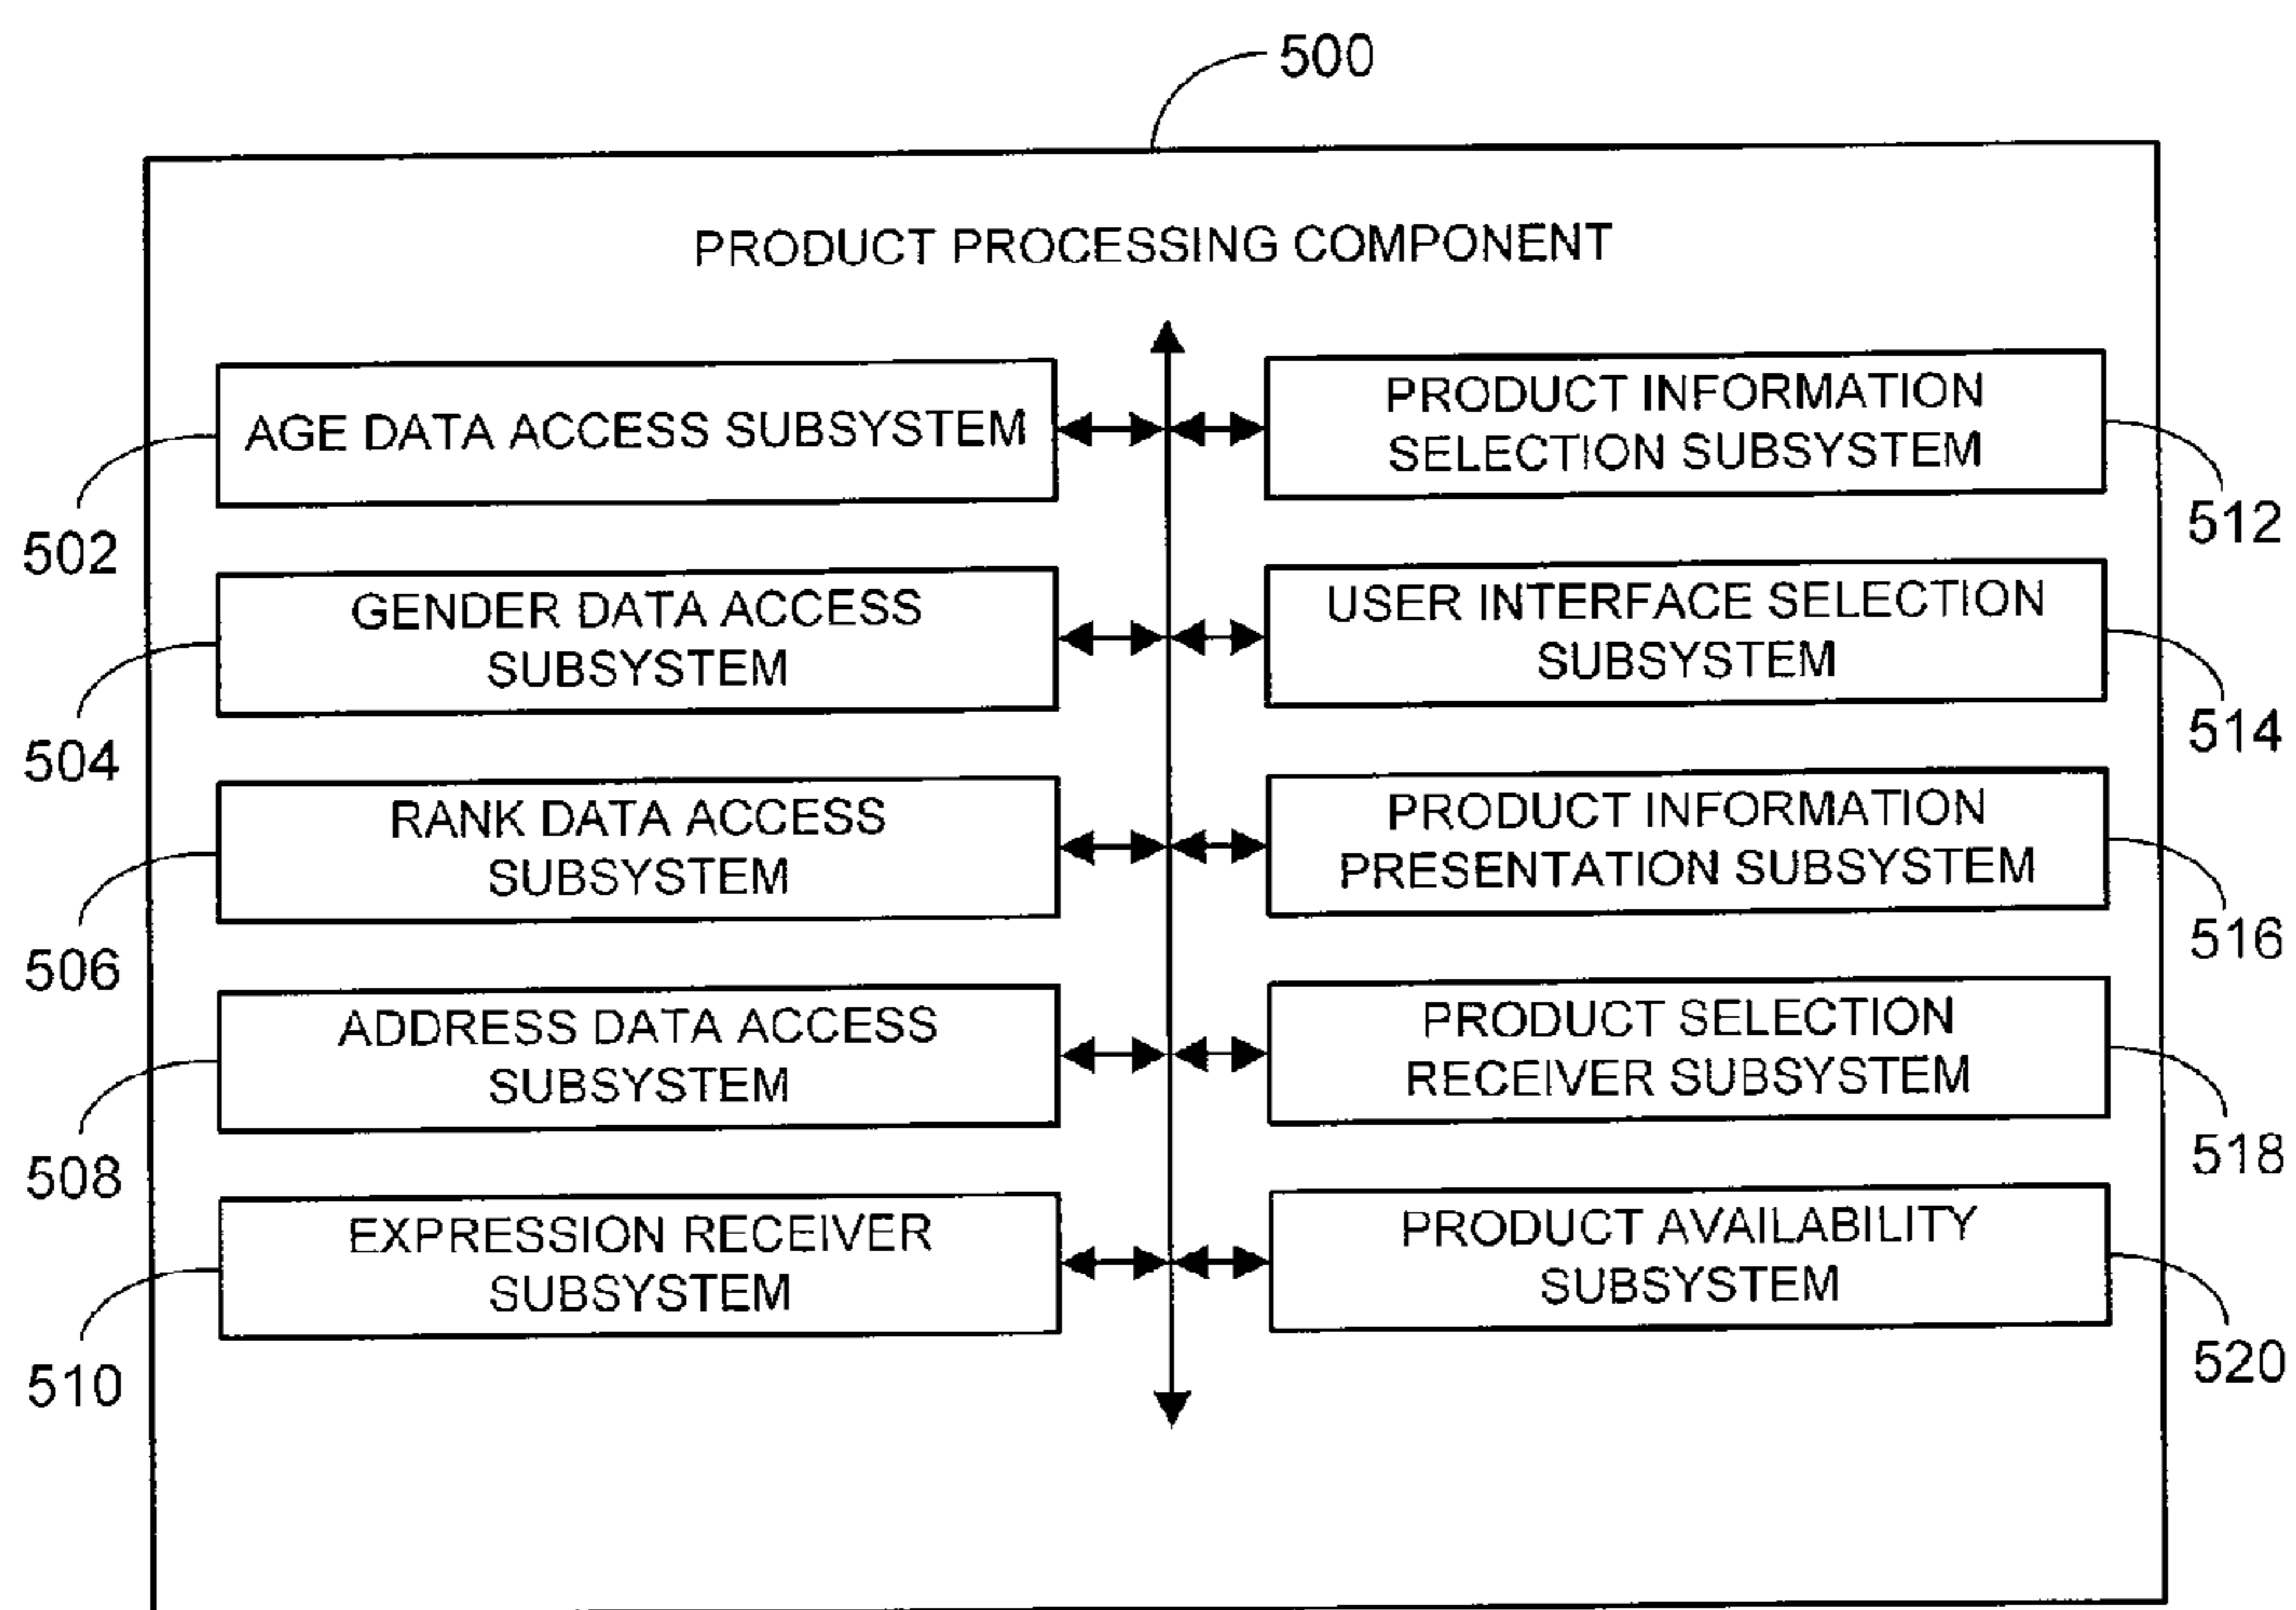 500
PRODUCT PROCESSING COMPONENT
AGE DATA ACCESS SUBSYSTEM
502
GENDER DATA ACCESS
SUBSYSTEM
504
RANK DATA ACCESS
SUBSYSTEM
506
ADDRESS DATA ACCESS
SUBSYSTEM
508
EXPRESSION RECEIVER
SUBSYSTEM
510
PRODUCT INFORMATION
SELECTION SUBSYSTEM
512
USER INTERFACE SELECTION
SUBSYSTEM
514
PRODUCT INFORMATION
PRESENTATION SUBSYSTEM
516
PRODUCT SELECTION
RECEIVER SUBSYSTEM
518
PRODUCT AVAILABILITY
SUBSYSTEM
520